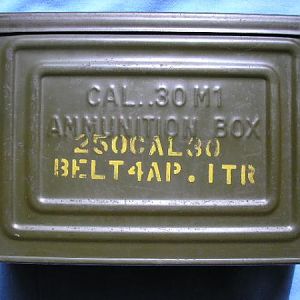 CAL..30 M1
AMMUNITION BOX
250CAL30
BELT4AP.1TR